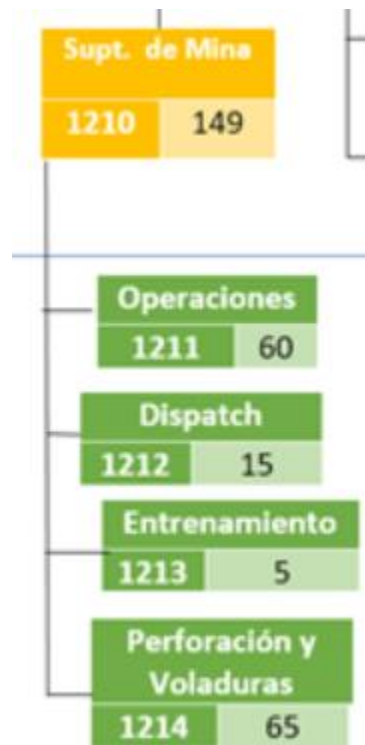 Supt. de Mina
1210 149
Operaciones
1211 60
Dispatch
1212 15
Entrenamiento
1213 5
Perforación y
Voladuras
1214 65